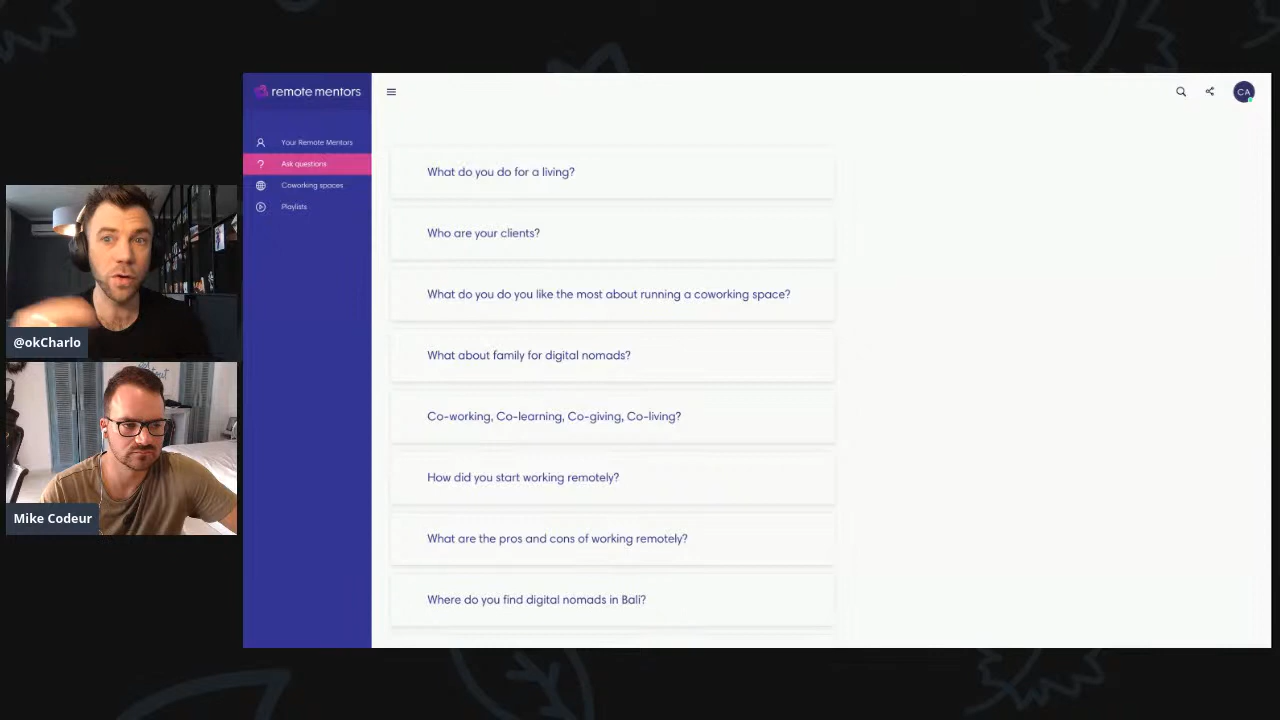 remote mentors
CA
Your Remote Mentors
? Ask questions
Coworking spaces
Playlists
What do you do for a living?
Who are your clients?
What do you do you like the most about running a coworking space?
What about family for digital nomads?
Co-working, Co-learning, Co-giving, Co-living?
How did you start working remotely?
What are the pros and cons of working remotely?
Where do you find digital nomads in Bali?
@okCharlo
Mike Codeur